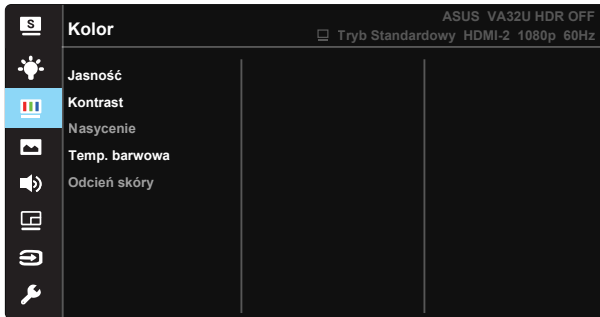 S
Kolor
ASUS VA32U HDR OFF
Tryb Standardowy HDMI-2 1080p 60Hz
Jasność
Kontrast
Nasycenie
Temp. barwowa
Odcień skóry